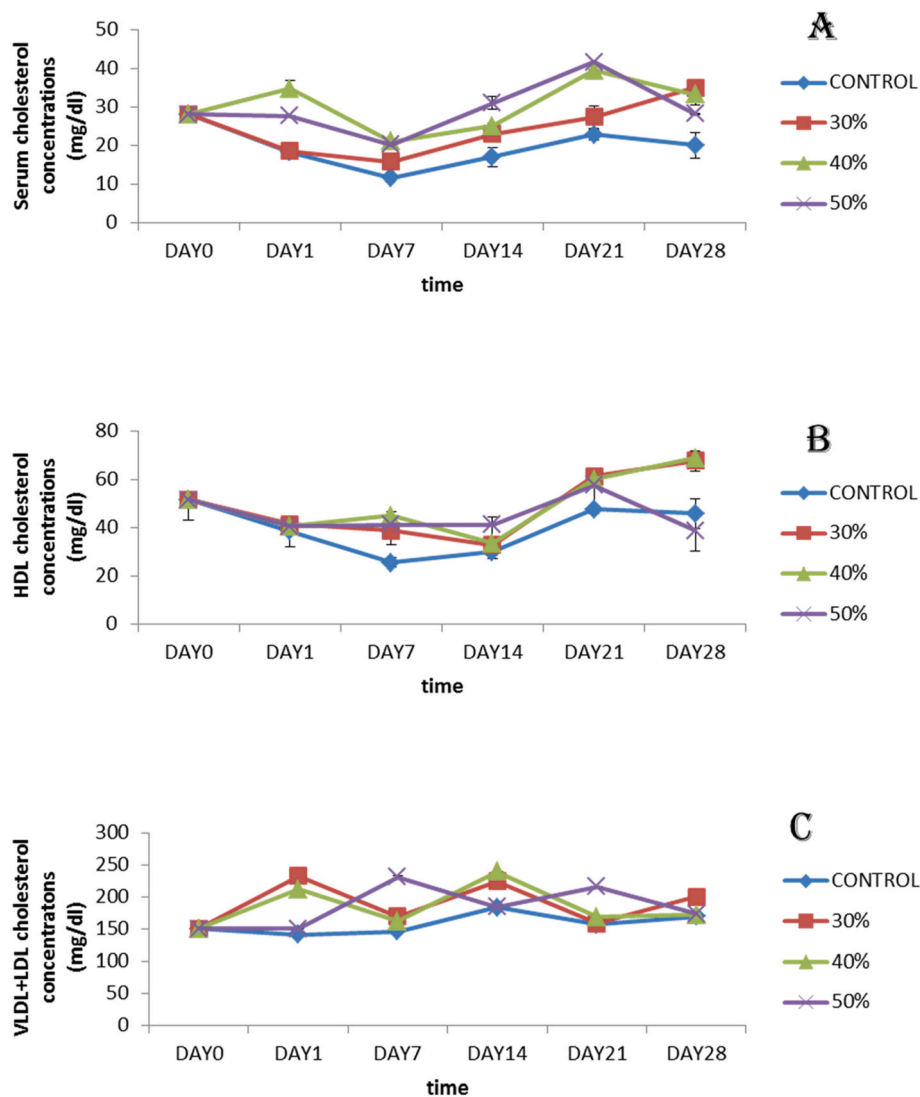 A
50
40
30
20
10
0
Serum cholesterol
concentrations
(mg/dl)
DAY0 DAY1 DAY7 DAY14 DAY21 DAY28
time
CONTROL
30%
40%
50%
B
80
60
40
20
0
HDL cholesterol
concentrations
(mg/dl)
DAY0 DAY1 DAY7 DAY14 DAY21 DAY28
time
CONTROL
30%
40%
50%
C
300
250
200
150
100
50
0
VLDL+LDL cholesterol
concentratons
(mg/dl)
DAY0 DAY1 DAY7 DAY14 DAY21 DAY28
time
CONTROL
30%
40%
50%